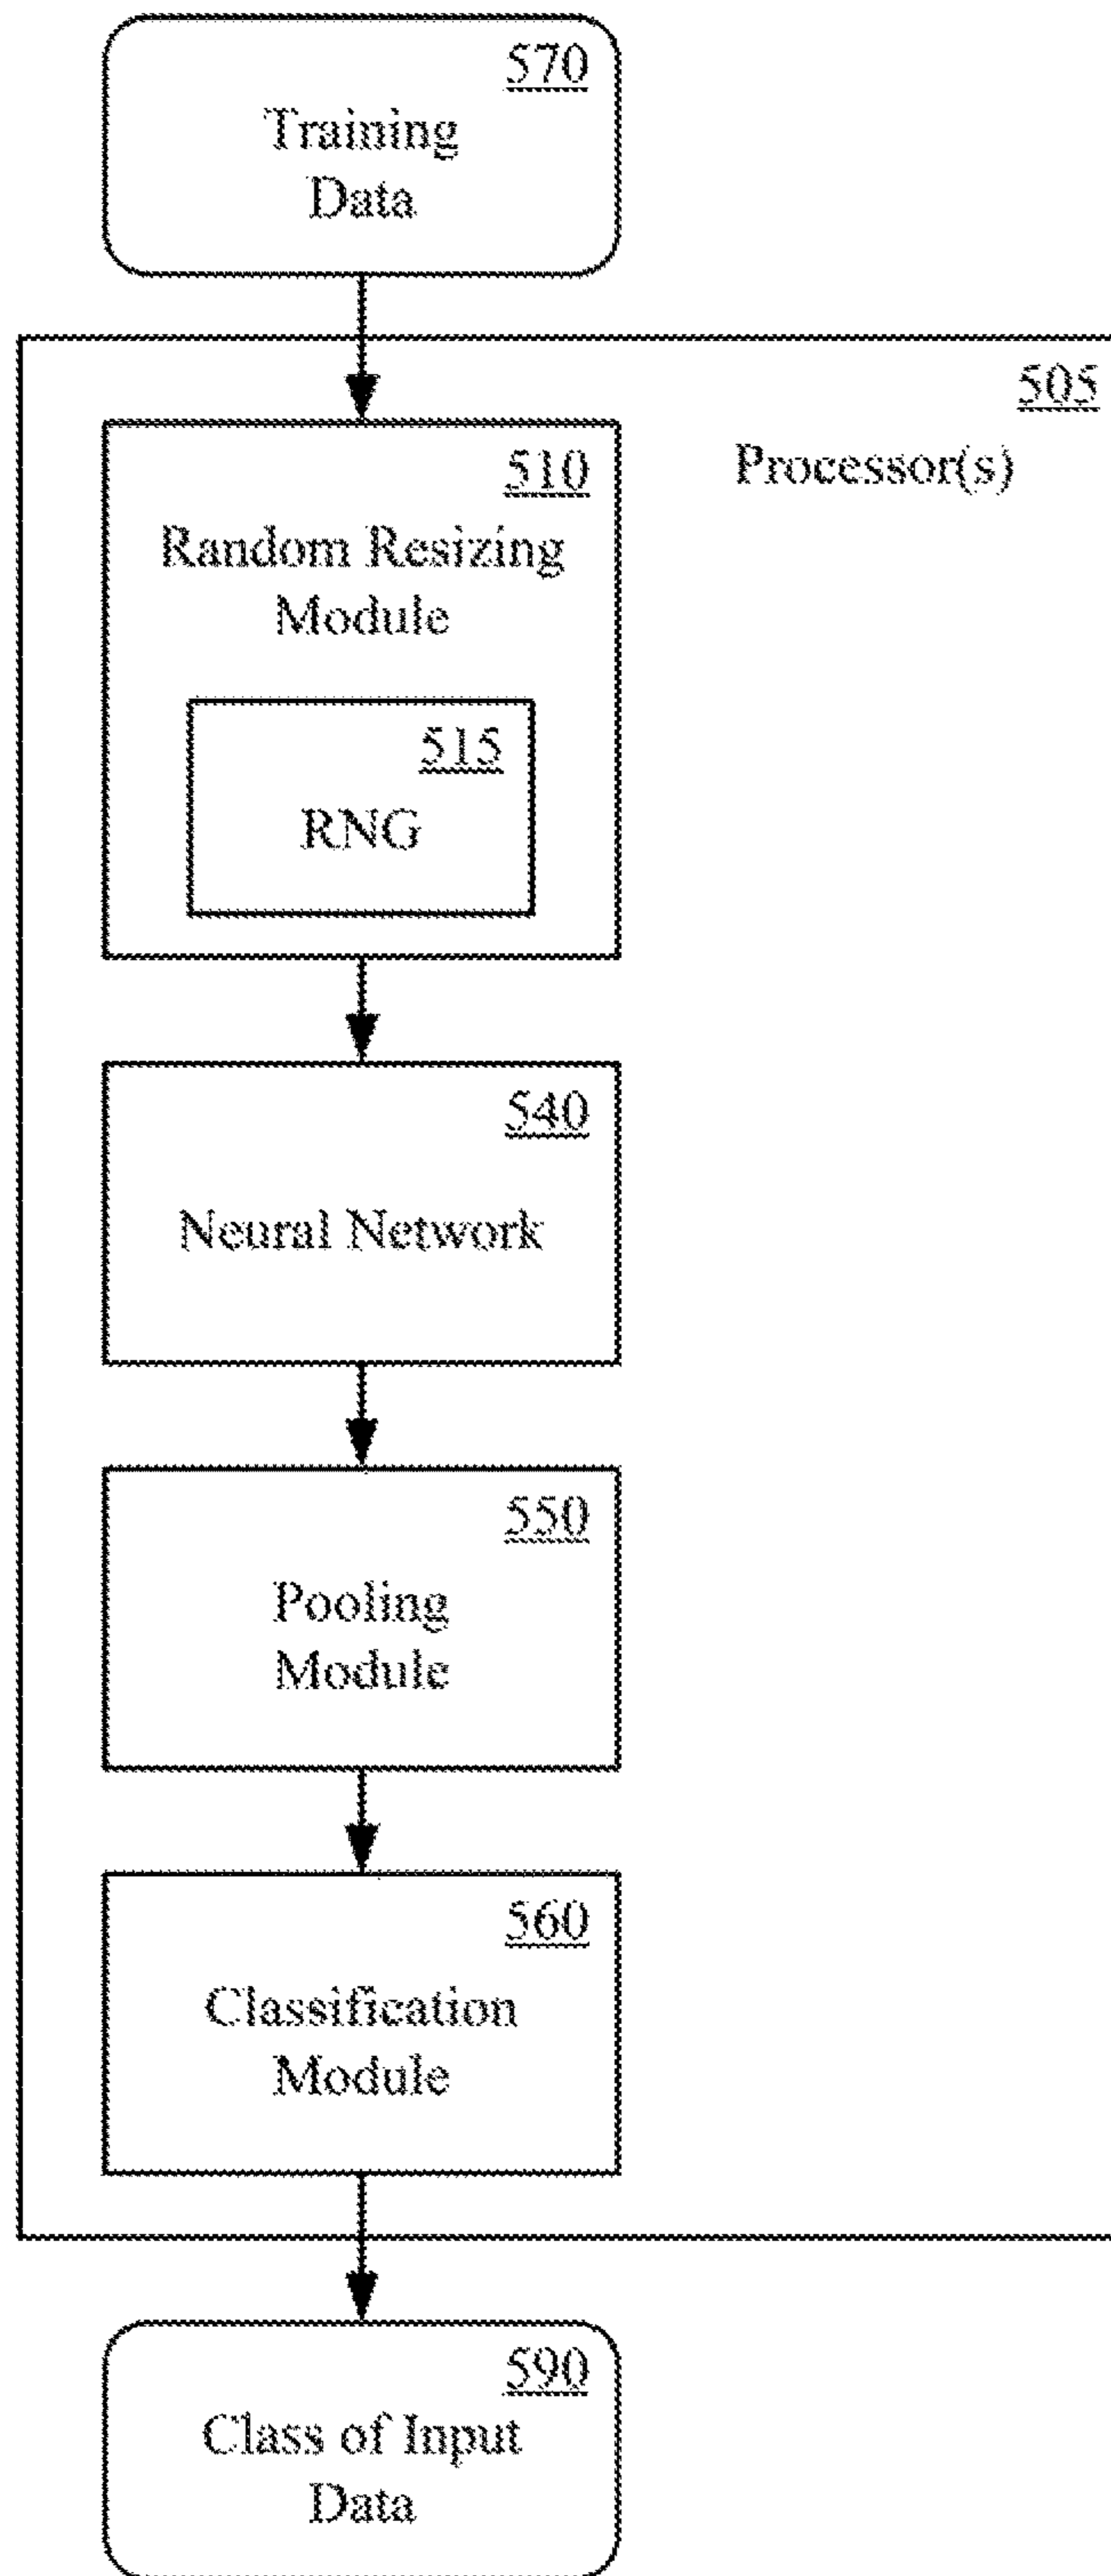 570
Training
Data
505
Processor(s)
510
Random Resizing
Module
515
RNG
540
Neural Network
550
Pooling
Module
560
Classification
Module
590
Class of Input
Data